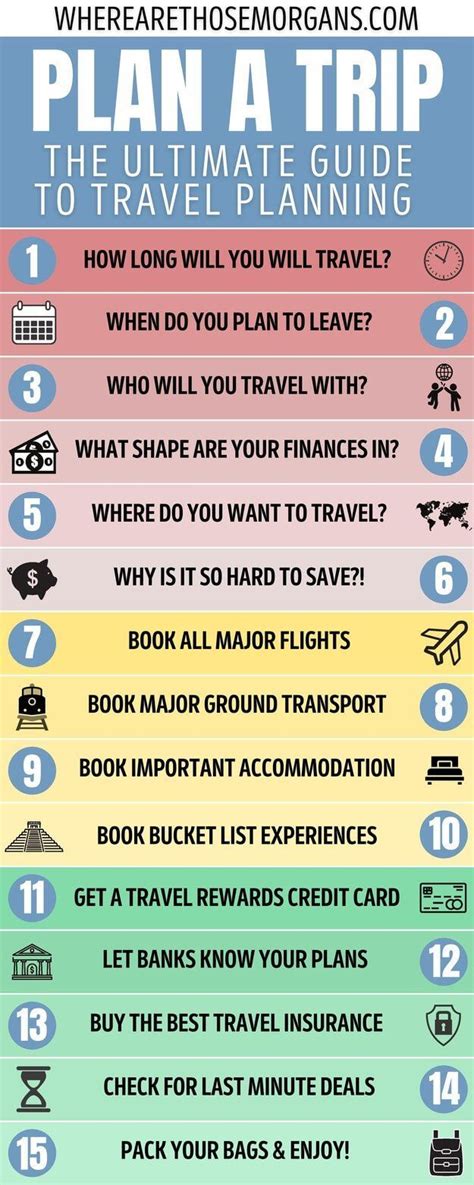 WHEREARETHOSEMORGANS.COM
PLAN A TRIP
THE ULTIMATE GUIDE
TO TRAVEL PLANNING
1 HOW LONG WILL YOU WILL TRAVEL?
WHEN DO YOU PLAN TO LEAVE? 2
3 WHO WILL YOU TRAVEL WITH?
WHAT SHAPE ARE YOUR FINANCES IN? 4
5 WHERE DO YOU WANT TO TRAVEL?
WHY IS IT SO HARD TO SAVE?! 6
7 BOOK ALL MAJOR FLIGHTS
BOOK MAJOR GROUND TRANSPORT 8
9 BOOK IMPORTANT ACCOMMODATION
BOOK BUCKET LIST EXPERIENCES 10
11 GET A TRAVEL REWARDS CREDIT CARD
LET BANKS KNOW YOUR PLANS 12
13 BUY THE BEST TRAVEL INSURANCE
CHECK FOR LAST MINUTE DEALS 14
15 PACK YOUR BAGS & ENJOY!